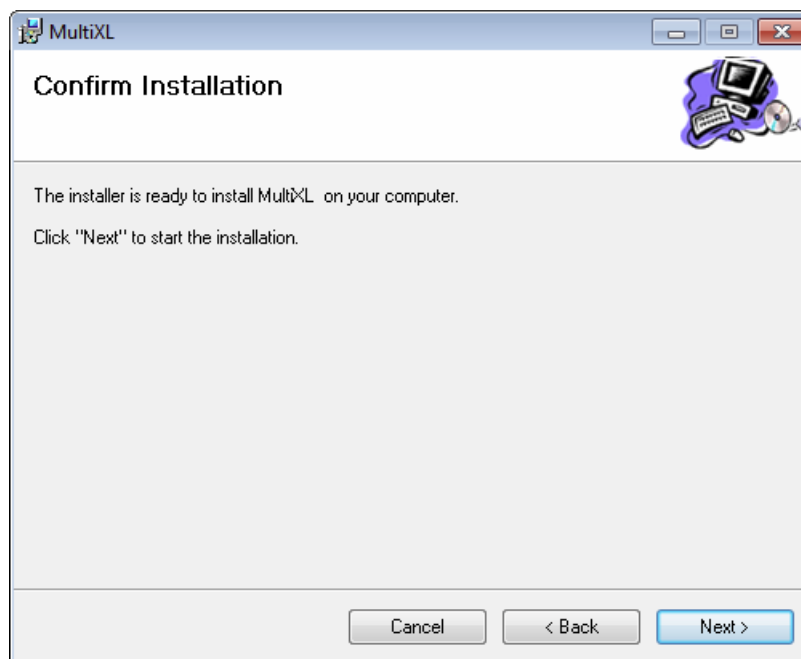 MultiXL
Confirm Installation
The installer is ready to install MultiXL  on your computer.
Click "Next" to start the installation.
Cancel
< Back
Next >